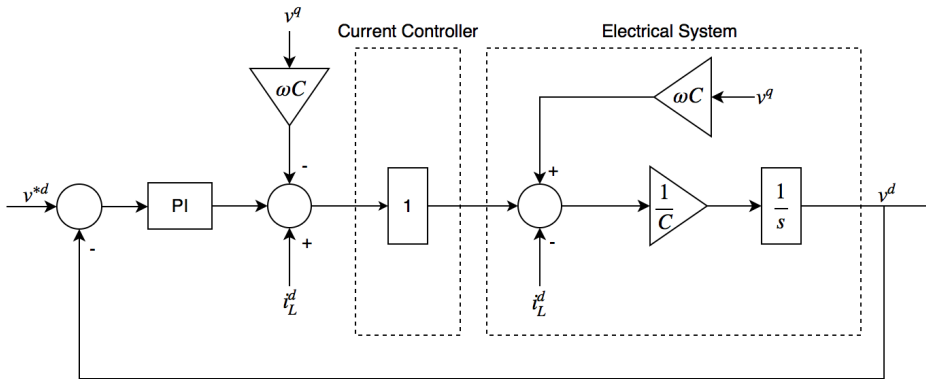 v^q
Current Controller
Electrical System
ωC
ωC
v^q
-
+
v^{*d}
PI
1
1/C
1/s
v^d
-
+
-
i_L^d
i_L^d